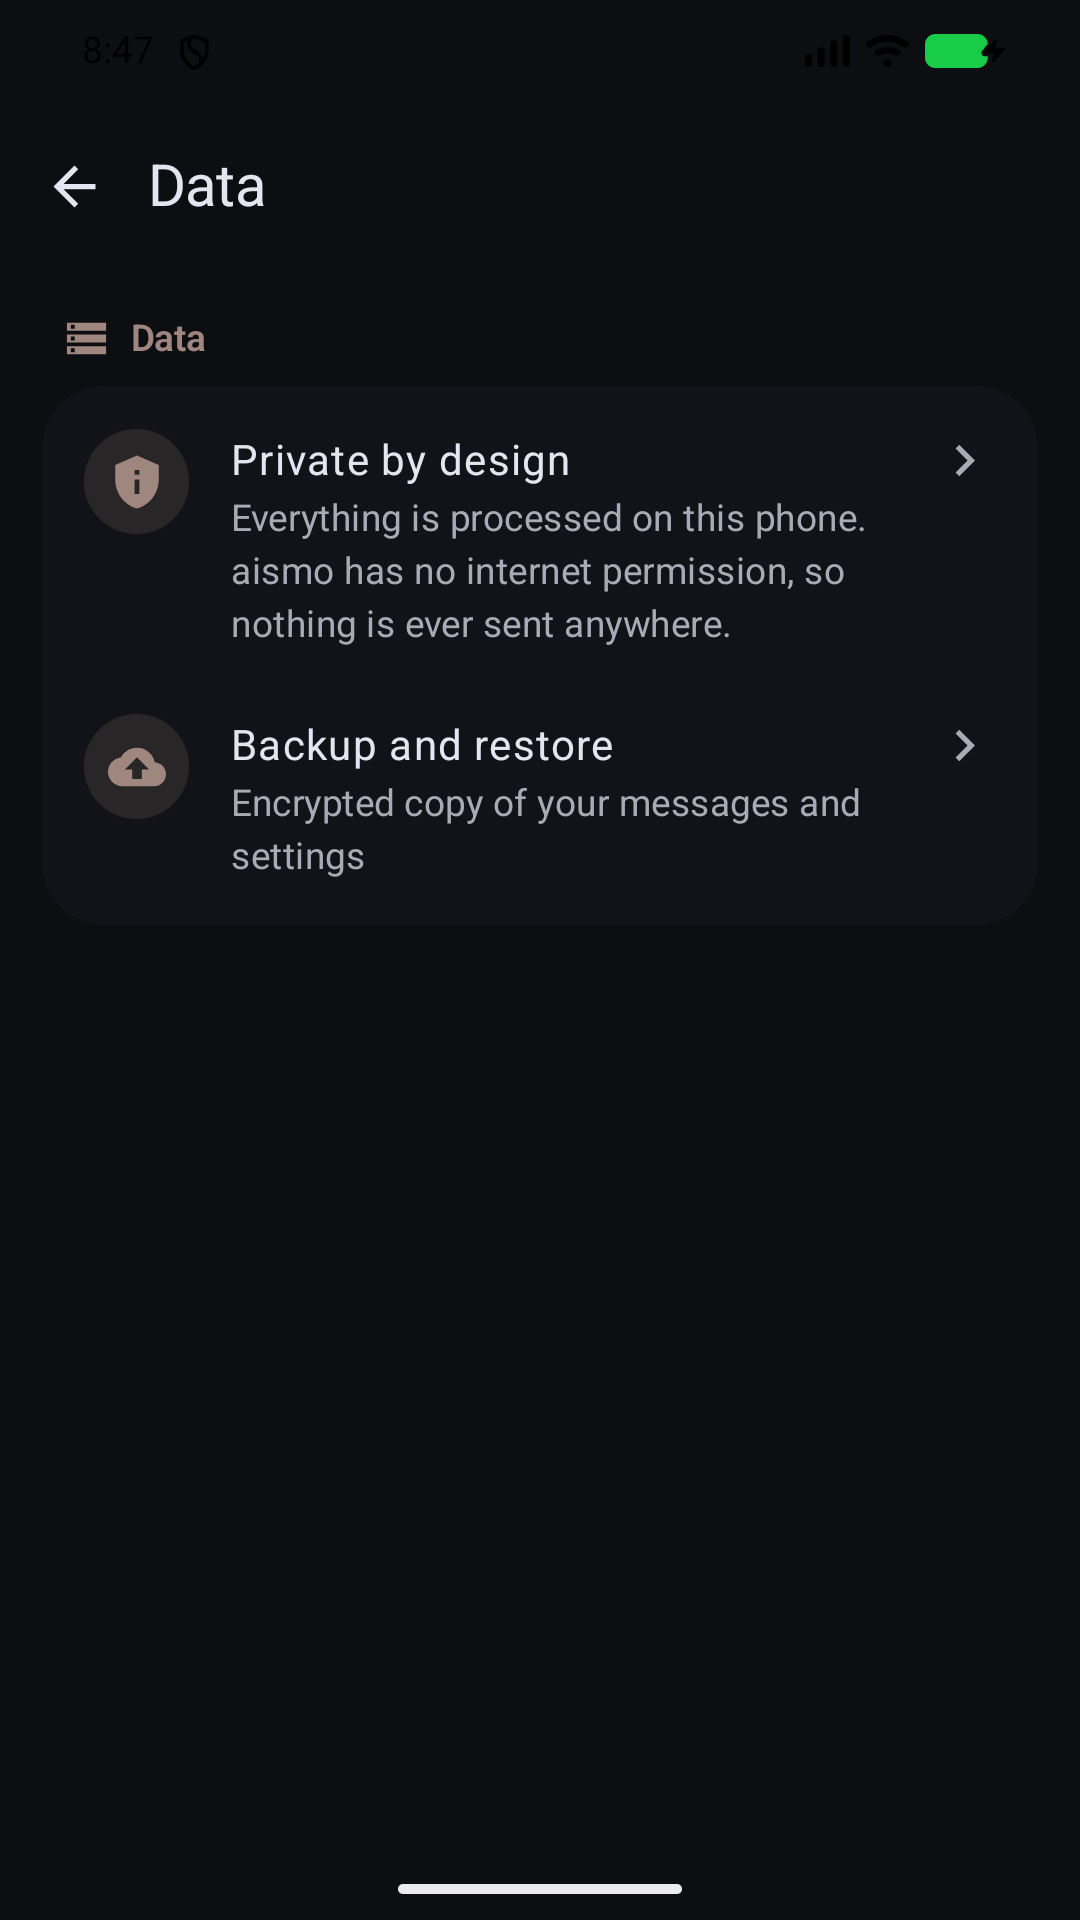 8:47
Data
Data
Private by design
Everything is processed on this phone.
aismo has no internet permission, so
nothing is ever sent anywhere.
Backup and restore
Encrypted copy of your messages and
settings